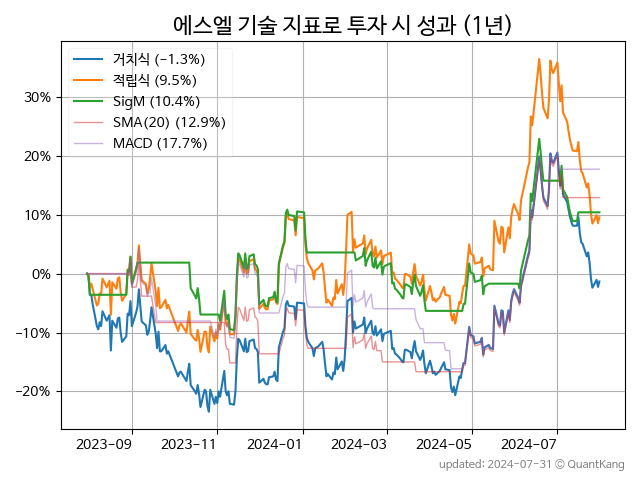 에스엘 기술 지표로 투자 시 성과 (1년)
거치식 (-1.3%)
적립식 (9.5%)
SigM (10.4%)
SMA(20) (12.9%)
MACD (17.7%)
30%
20%
10%
0%
-10%
-20%
2023-09 2023-11 2024-01 2024-03 2024-05 2024-07
updated: 2024-07-31 © QuantKang